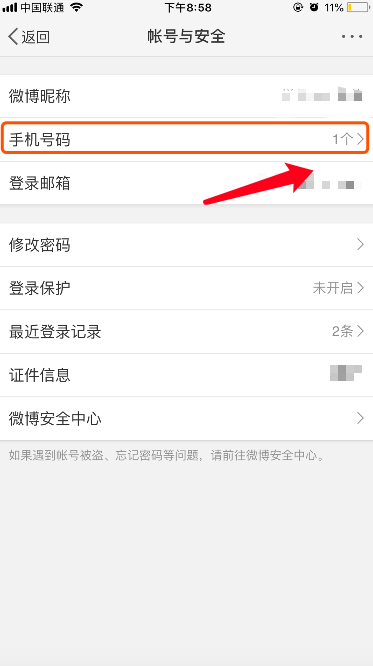 中国联通 下午8:58 11%
返回 帐号与安全
微博昵称
手机号码 1个
登录邮箱
修改密码
登录保护 未开启
最近登录记录 2条
证件信息
微博安全中心
如果遇到帐号被盗、忘记密码等问题，请前往微博安全中心。